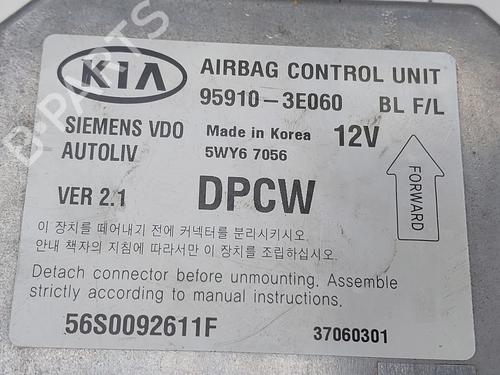 KIA AIRBAG CONTROL UNIT
95910-3E060 BL F/L
SIEMENS VDO Made in Korea 12V
AUTOLIV 5WY6 7056
VER 2.1 DPCW
FORWARD
이 장치를 떼어내기 전에 커넥터를 분리시키시오.
안내 책자의 지침에 따라서만 이 장치를 조립하십시오.
Detach connector before unmounting. Assemble
strictly according to manual instructions.
56S0092611F 37060301
B-PARTS